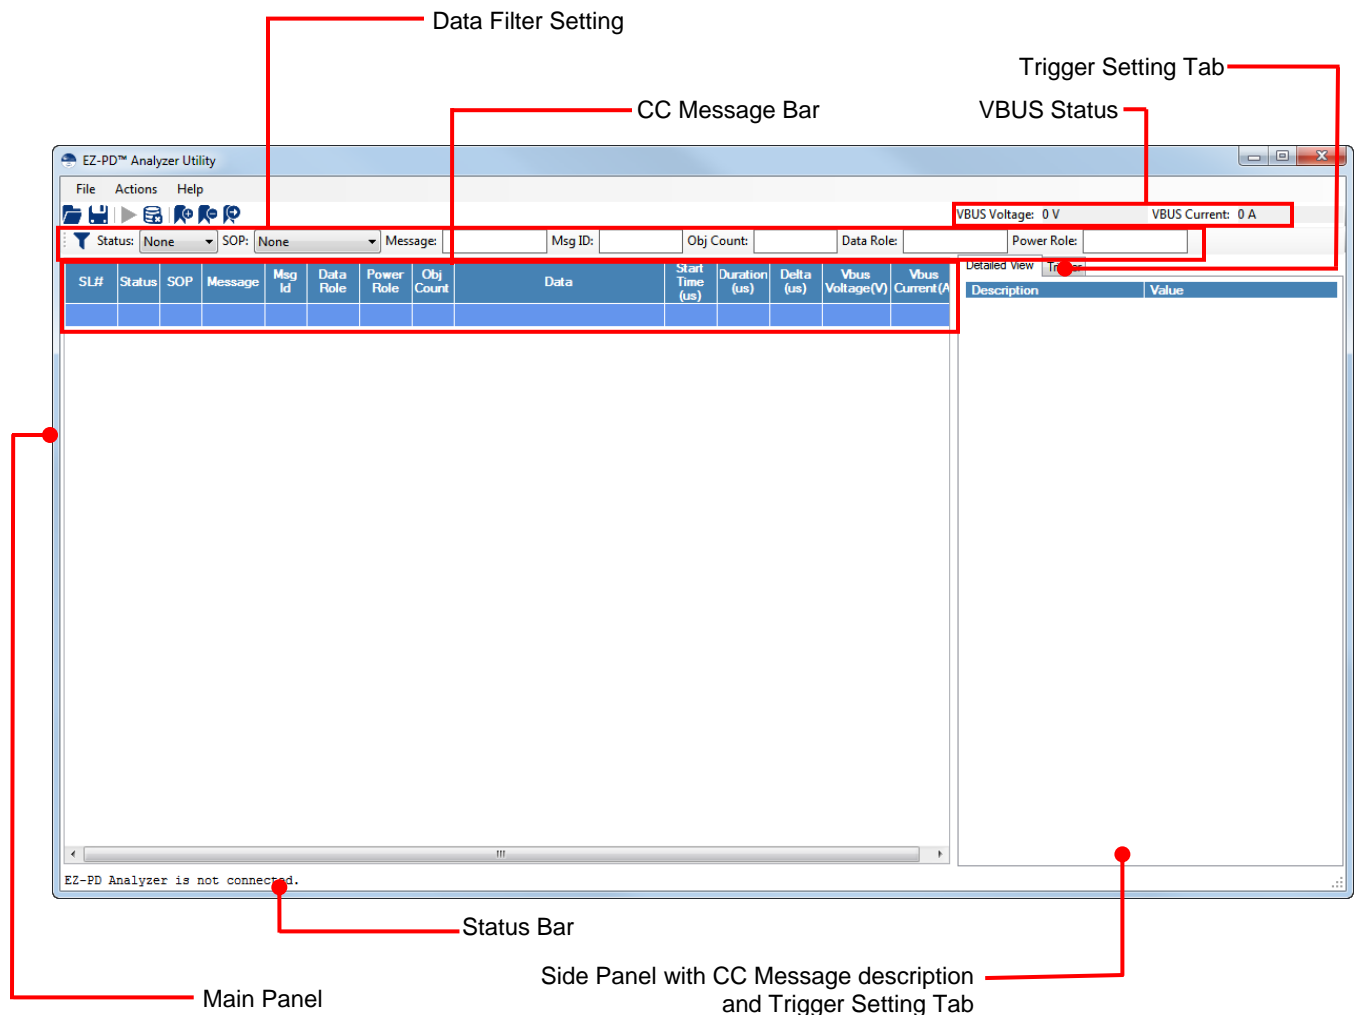 Data Filter Setting
Trigger Setting Tab
CC Message Bar
VBUS Status
EZ-PD™ Analyzer Utility
File Actions Help
VBUS Voltage: 0 V VBUS Current: 0 A
Status: None SOP: None Message: Msg ID: Obj Count: Data Role: Power Role:
Detailed View Trigger
SL# Status SOP Message Msg Id Data Role Power Role Obj Count Data Start Time (us) Duration (us) Delta (us) Vbus Voltage(V) Vbus Current(A
Description Value
EZ-PD Analyzer is not connected.
Status Bar
Side Panel with CC Message description
and Trigger Setting Tab
Main Panel